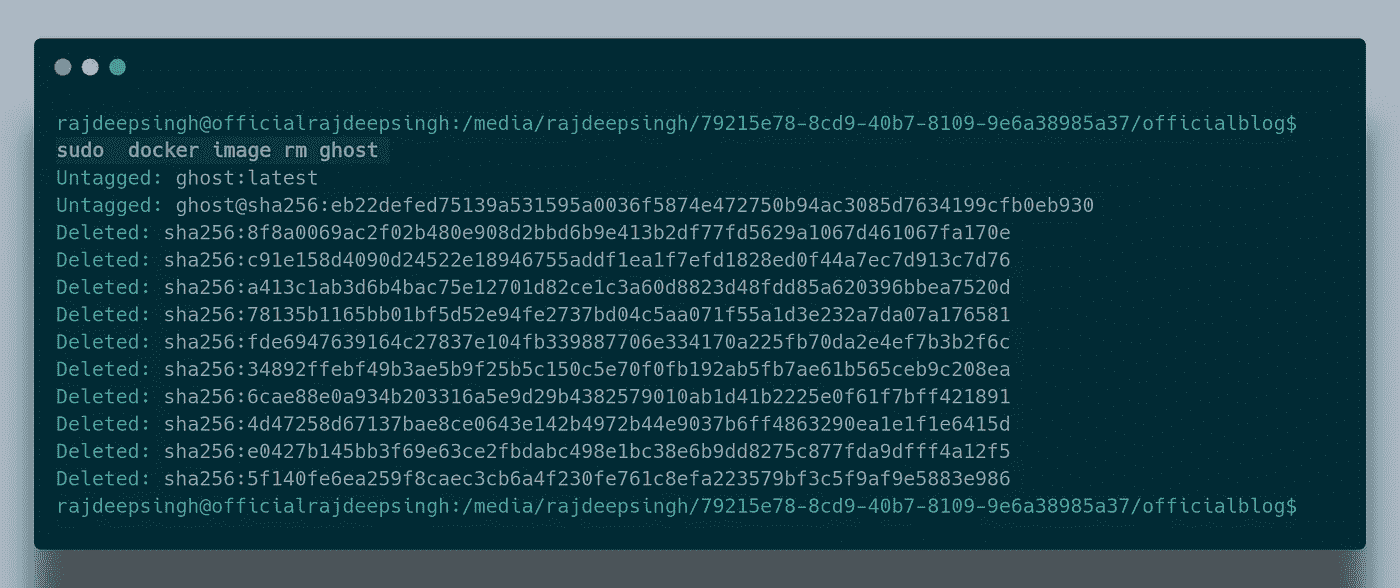 rajdeepsingh@officialrajdeepsingh:/media/rajdeepsingh/79215e78-8cd9-40b7-8109-9e6a38985a37/officialblog$
sudo  docker image rm ghost
Untagged: ghost:latest
Untagged: ghost@sha256:eb22defed75139a531595a0036f5874e472750b94ac3085d7634199cfb0eb930
Deleted: sha256:8f8a0069ac2f02b480e908d2bbd6b9e413b2df77fd5629a1067d461067fa170e
Deleted: sha256:c91e158d4090d24522e18946755addf1ea1f7efd1828ed0f44a7ec7d913c7d76
Deleted: sha256:a413c1ab3d6b4bac75e12701d82ce1c3a60d8823d48fdd85a620396bbea7520d
Deleted: sha256:78135b1165bb01bf5d52e94fe2737bd04c5aa071f55a1d3e232a7da07a176581
Deleted: sha256:fde6947639164c27837e104fb339887706e334170a225fb70da2e4ef7b3b2f6c
Deleted: sha256:34892ffebf49b3ae5b9f25b5c150c5e70f0fb192ab5fb7ae61b565ceb9c208ea
Deleted: sha256:6cae88e0a934b203316a5e9d29b4382579010ab1d41b2225e0f61f7bff421891
Deleted: sha256:4d47258d67137bae8ce0643e142b4972b44e9037b6ff4863290ea1e1f1e6415d
Deleted: sha256:e0427b145bb3f69e63ce2fbdabc498e1bc38e6b9dd8275c877fda9dfff4a12f5
Deleted: sha256:5f140fe6ea259f8caec3cb6a4f230fe761c8efa223579bf3c5f9af9e5883e986
rajdeepsingh@officialrajdeepsingh:/media/rajdeepsingh/79215e78-8cd9-40b7-8109-9e6a38985a37/officialblog$